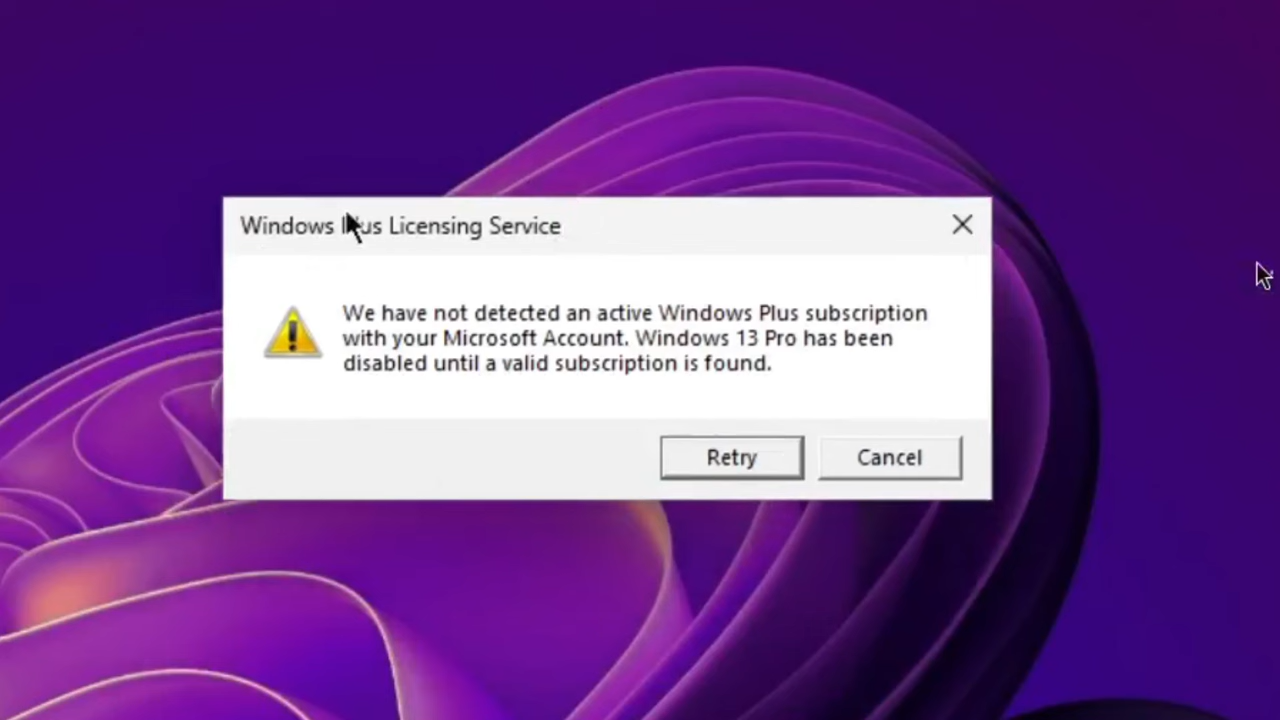 Windows Plus Licensing Service
We have not detected an active Windows Plus subscription
with your Microsoft Account. Windows 13 Pro has been
disabled until a valid subscription is found.
Retry
Cancel